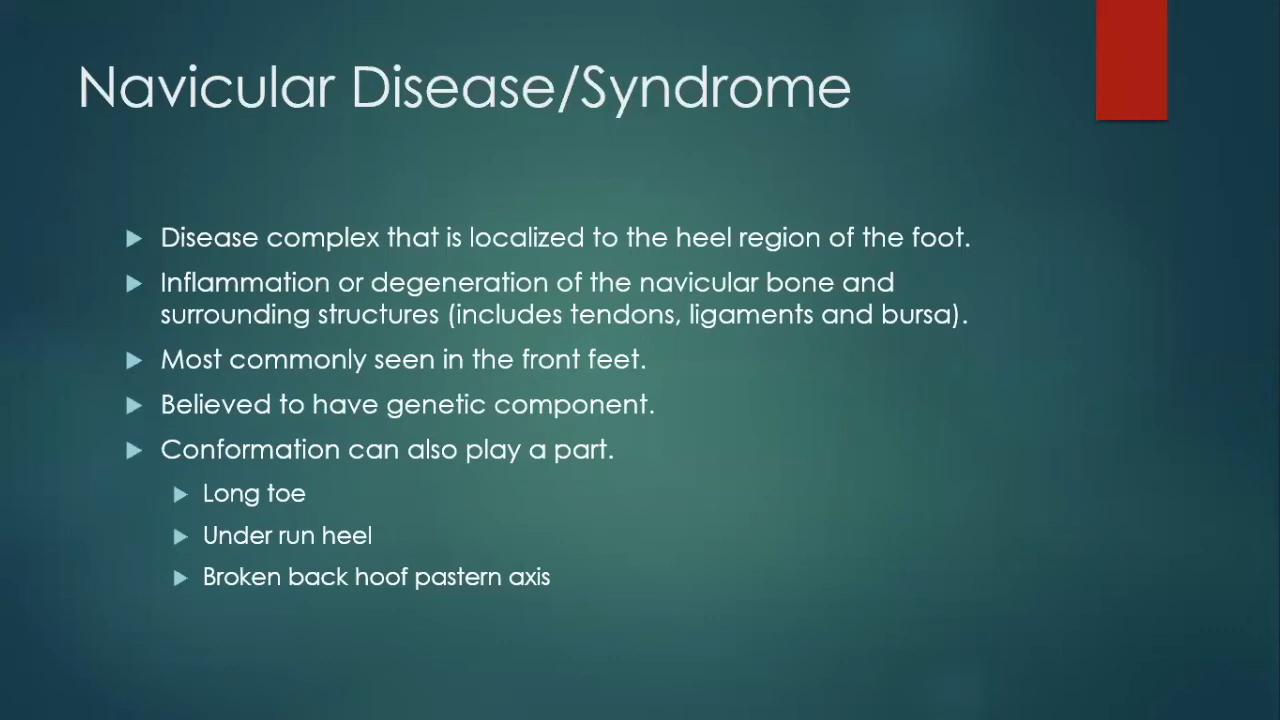 Navicular Disease/Syndrome
Disease complex that is localized to the heel region of the foot.
Inflammation or degeneration of the navicular bone and
surrounding structures (includes tendons, ligaments and bursa).
Most commonly seen in the front feet.
Believed to have genetic component.
Conformation can also play a part.
Long toe
Under run heel
Broken back hoof pastern axis